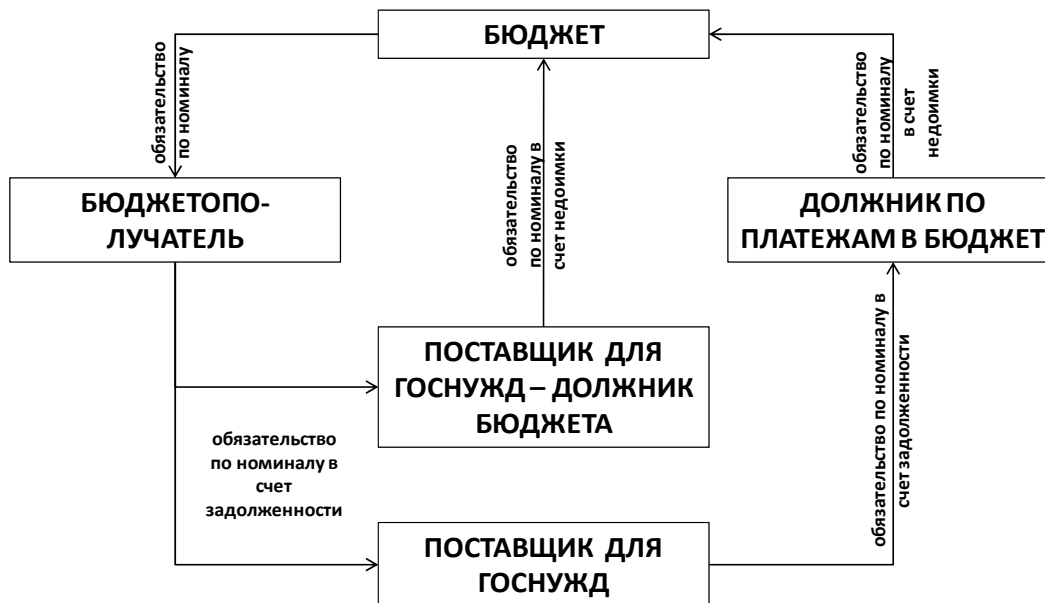 БЮДЖЕТ
обязательство
по номиналу
обязательство
по номиналу в
счет недоимки
обязательство
по номиналу
в счет
недоимки
БЮДЖЕТОПО-
ЛУЧАТЕЛЬ
ДОЛЖНИК ПО
ПЛАТЕЖАМ В БЮДЖЕТ
ПОСТАВЩИК ДЛЯ
ГОСНУЖД – ДОЛЖНИК
БЮДЖЕТА
обязательство
по номиналу в
счет
задолженности
обязательство по номиналу в
счет задолженности
ПОСТАВЩИК ДЛЯ
ГОСНУЖД